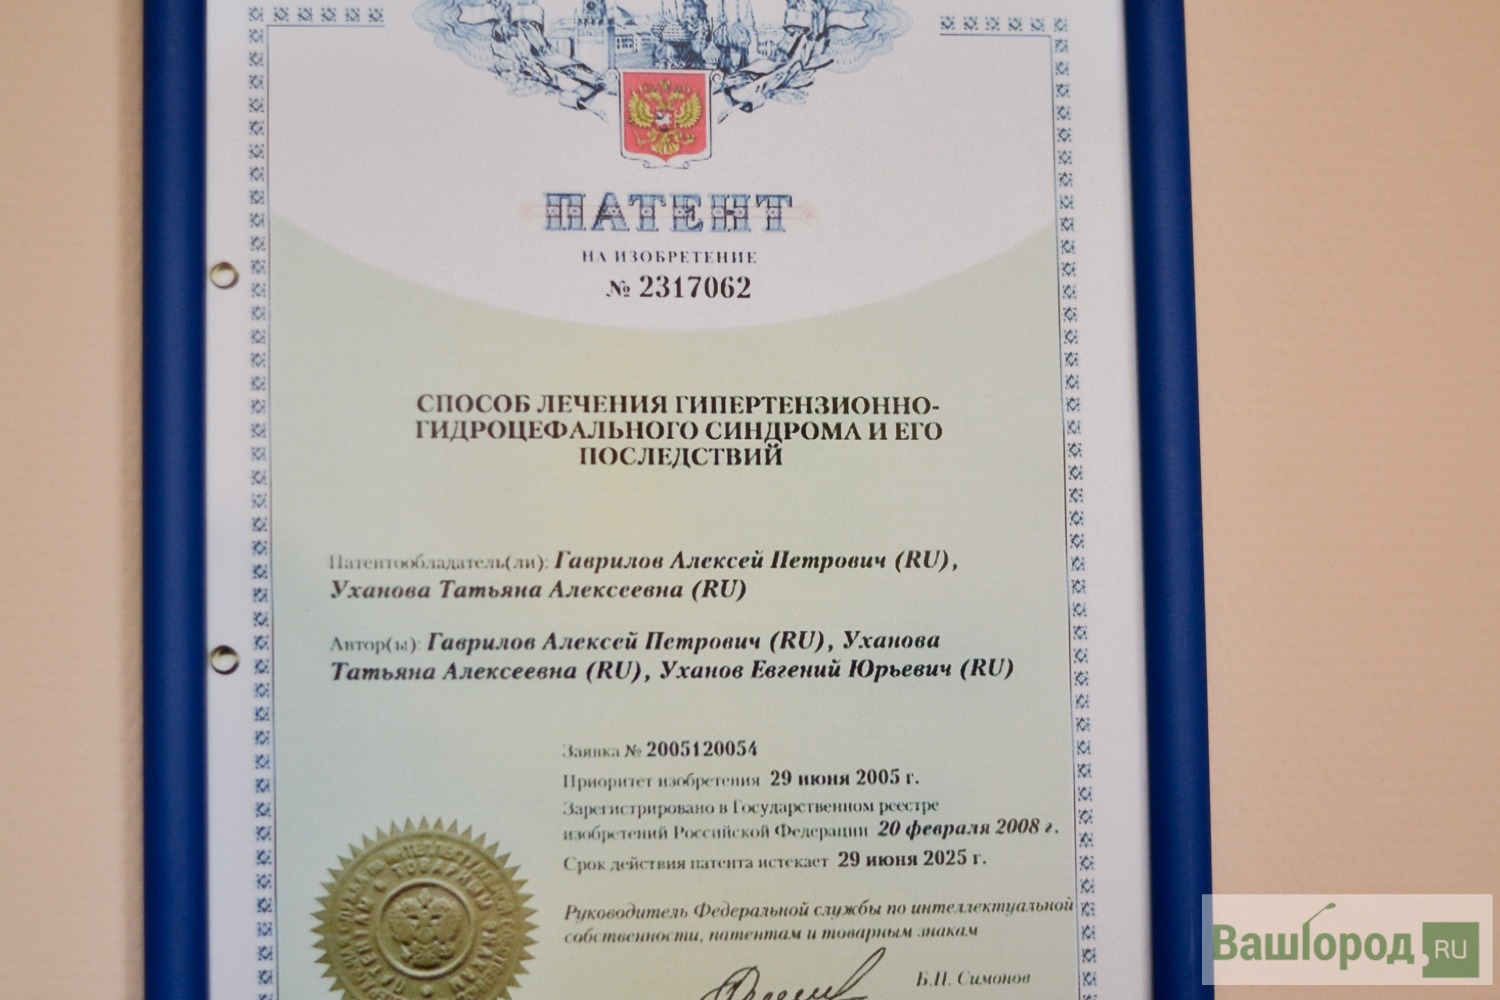 ПАТЕНТ
НА ИЗОБРЕТЕНИЕ
№ 2317062
СПОСОБ ЛЕЧЕНИЯ ГИПЕРТЕНЗИОННО-
ГИДРОЦЕФАЛЬНОГО СИНДРОМА И ЕГО
ПОСЛЕДСТВИЙ
Патентообладатель(ли): Гаврилов Алексей Петрович (RU),
Уханова Татьяна Алексеевна (RU)
Автор(ы): Гаврилов Алексей Петрович (RU), Уханова
Татьяна Алексеевна (RU), Уханов Евгений Юрьевич (RU)
Заявка № 2005120054
Приоритет изобретения 29 июня 2005 г.
Зарегистрировано в Государственном реестре
изобретений Российской Федерации 20 февраля 2008 г.
Срок действия патента истекает 29 июня 2025 г.
Руководитель Федеральной службы по интеллектуальной
собственности, патентам и товарным знакам
Б.П. Симонов
ВашГород.RU